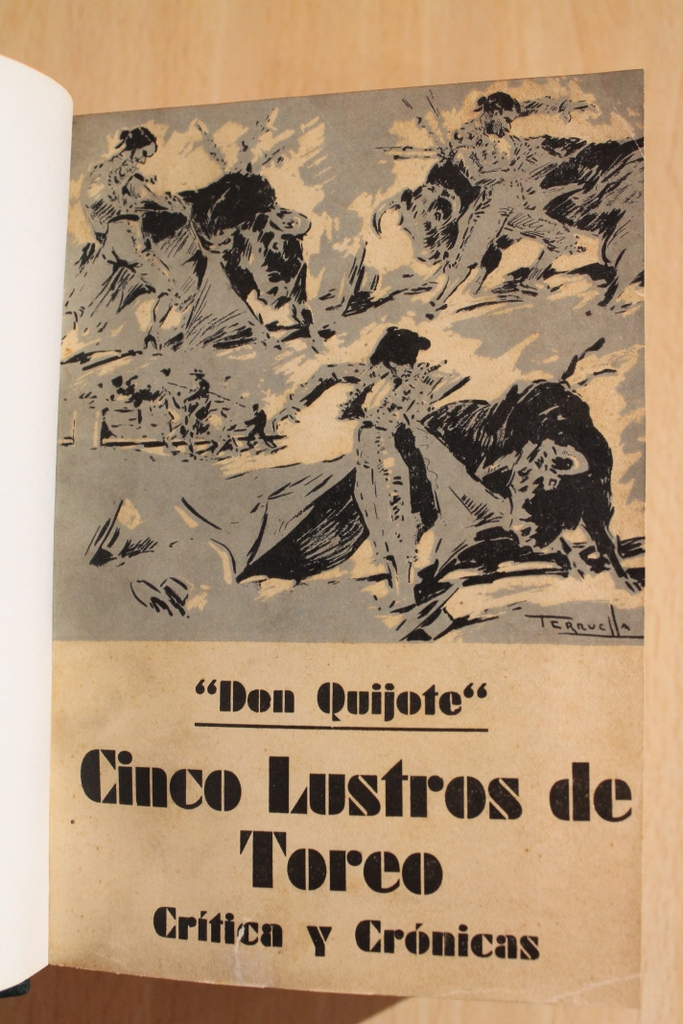 TERRUELLA
“Don Quijote“
Cinco Lustros de
Toreo
Crítica y Crónicas